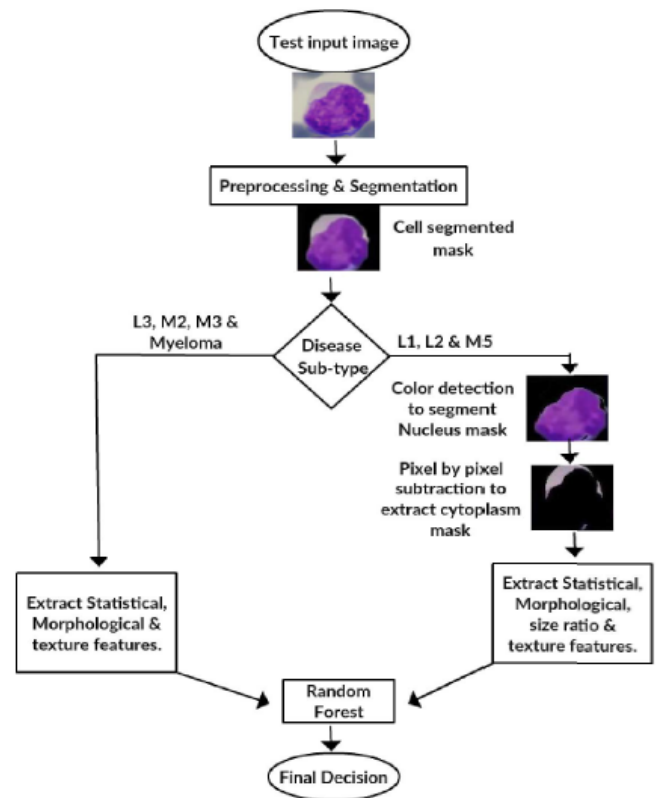 Test input image
Preprocessing & Segmentation
Cell segmented
mask
L3, M2, M3 &
Myeloma
Disease
Sub-type
L1, L2 & M5
Color detection
to segment
Nucleus mask
Pixel by pixel
subtraction to
extract cytoplasm
mask
Extract Statistical,
Morphological &
texture features.
Extract Statistical,
Morphological,
size ratio &
texture features.
Random
Forest
Final Decision